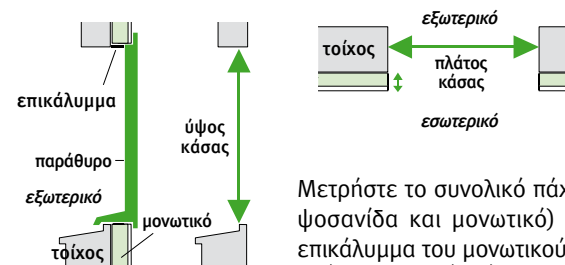 επικάλυμμα
παράθυρο
εξωτερικό
μονωτικό
τοίχος
ύψος
κάσας
εξωτερικό
τοίχος
πλάτος
κάσας
εσωτερικό
Μετρήστε το συνολικό πάχ
ψοσανίδα και μονωτικό)
επικάλυμμα του μονωτικού